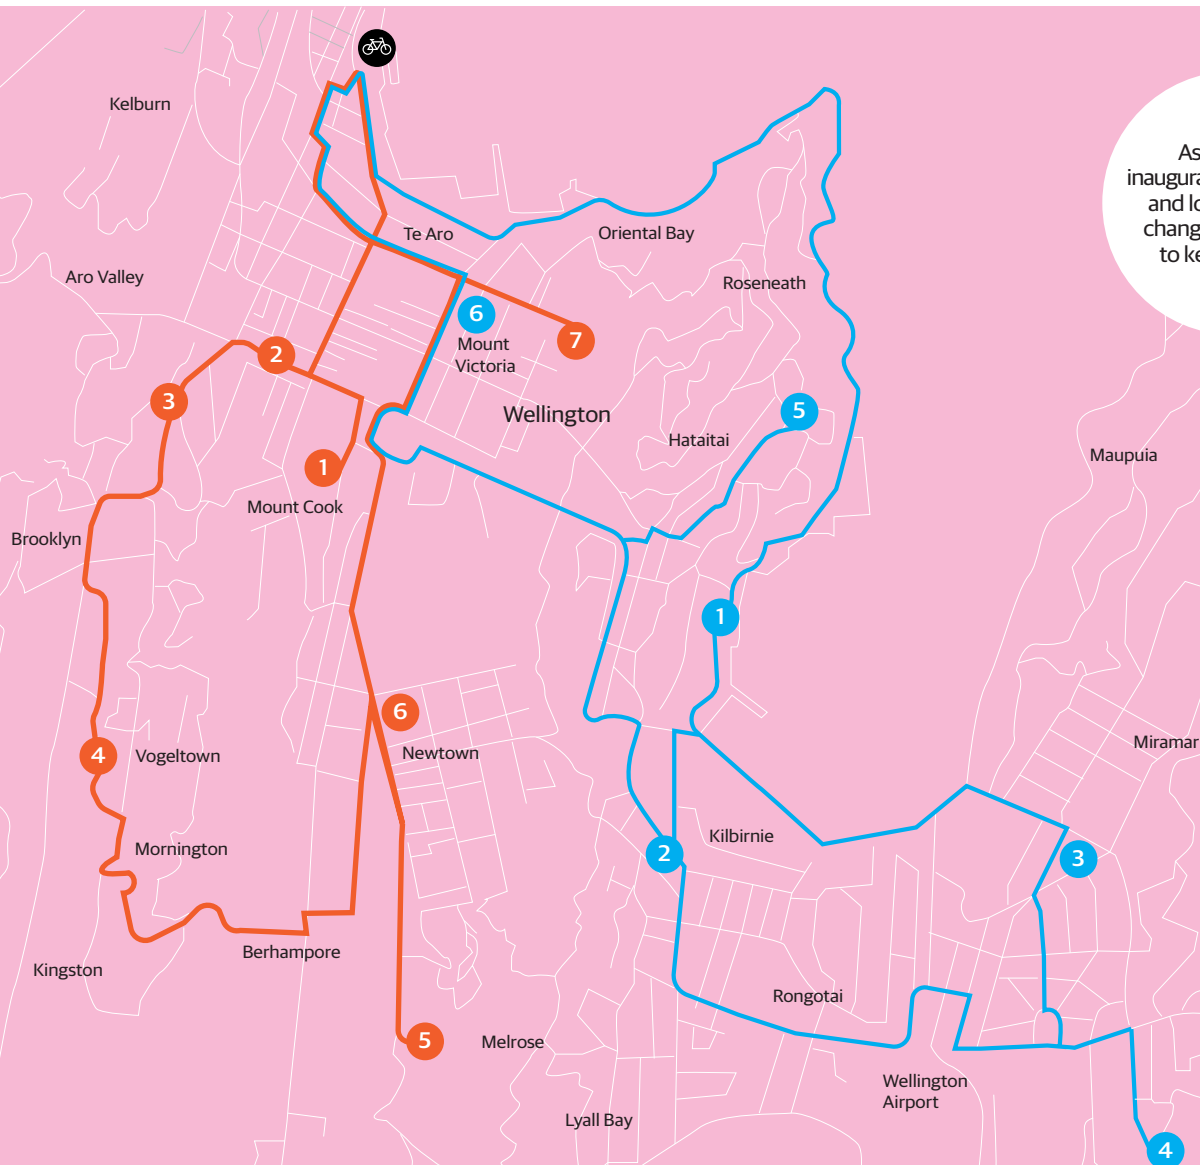 Kelburn
As
inaugura
and lo
chang
to ke
Te Aro
Oriental Bay
Aro Valley
Roseneath
6
7
Mount
Victoria
2
3
Wellington
5
Hataitai
Maupuia
1
Mount Cook
Brooklyn
1
6
4
Vogeltown
Newtown
Miramar
Mornington
Kilbirnie
2
3
Berhampore
Kingston
Rongotai
5
Melrose
Wellington
Airport
Lyall Bay
4